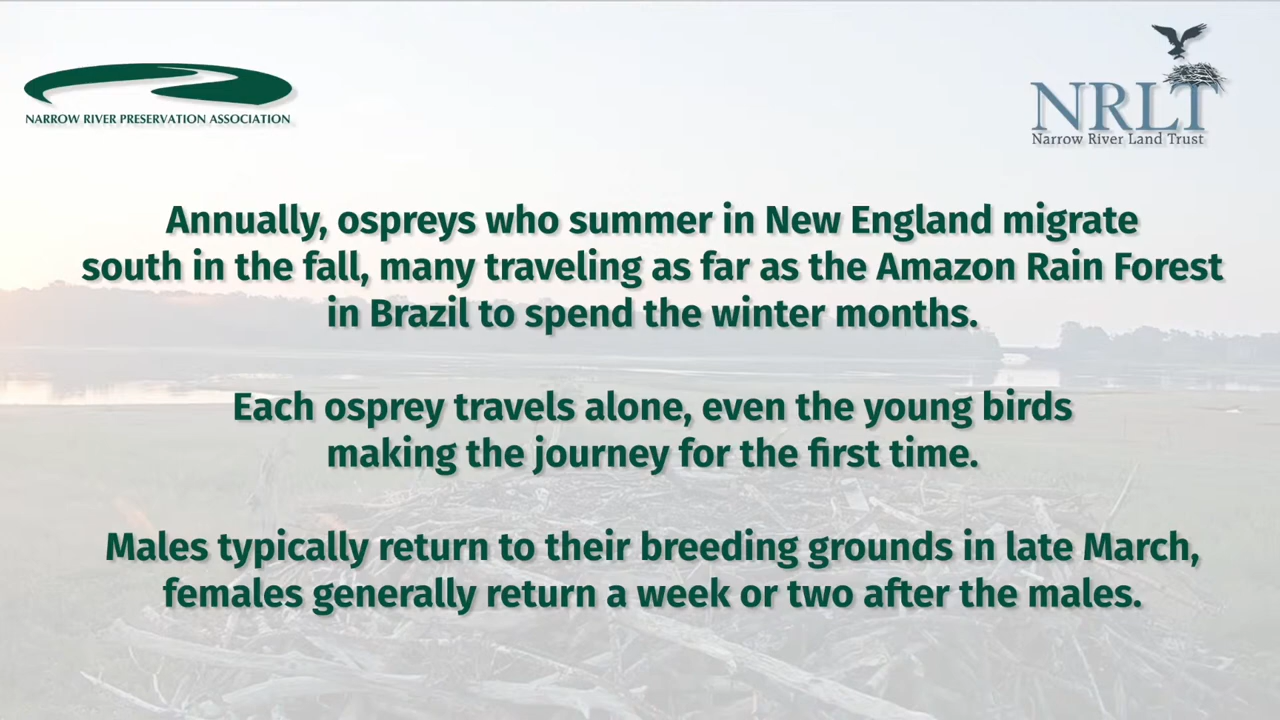 NARROW RIVER PRESERVATION ASSOCIATION
NRLT
Narrow River Land Trust
Annually, ospreys who summer in New England migrate
south in the fall, many traveling as far as the Amazon Rain Forest
in Brazil to spend the winter months.
Each osprey travels alone, even the young birds
making the journey for the first time.
Males typically return to their breeding grounds in late March,
females generally return a week or two after the males.